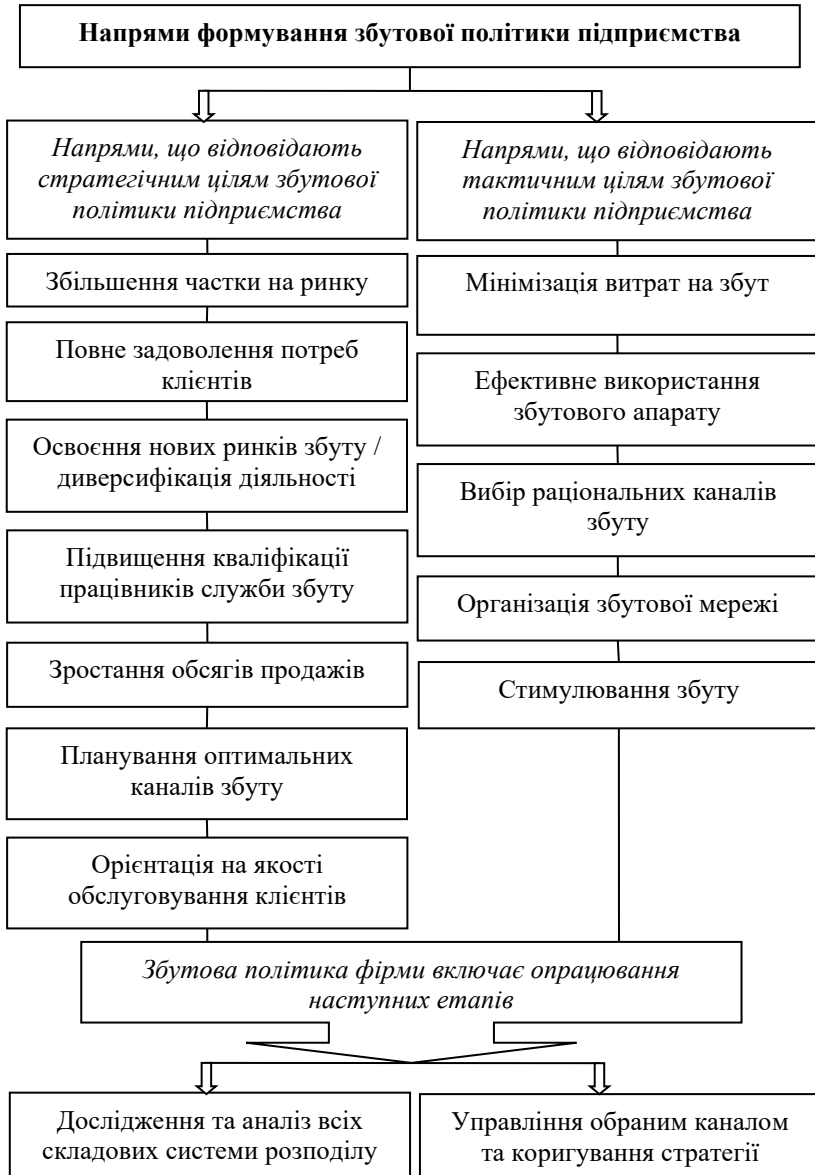 Напрями формування збутової політики підприємства
Напрями, що відповідають
стратегічним цілям збутової
політики підприємства
Збільшення частки на ринку
Повне задоволення потреб
клієнтів
Освоєння нових ринків збуту /
диверсифікація діяльності
Підвищення кваліфікації
працівників служби збуту
Зростання обсягів продажів
Планування оптимальних
каналів збуту
Орієнтація на якості
обслуговування клієнтів
Напрями, що відповідають
тактичним цілям збутової
політики підприємства
Мінімізація витрат на збут
Ефективне використання
збутового апарату
Вибір раціональних каналів
збуту
Організація збутової мережі
Стимулювання збуту
Збутова політика фірми включає опрацювання
наступних етапів
Дослідження та аналіз всіх
складових системи розподілу
Управління обраним каналом
та коригування стратегії